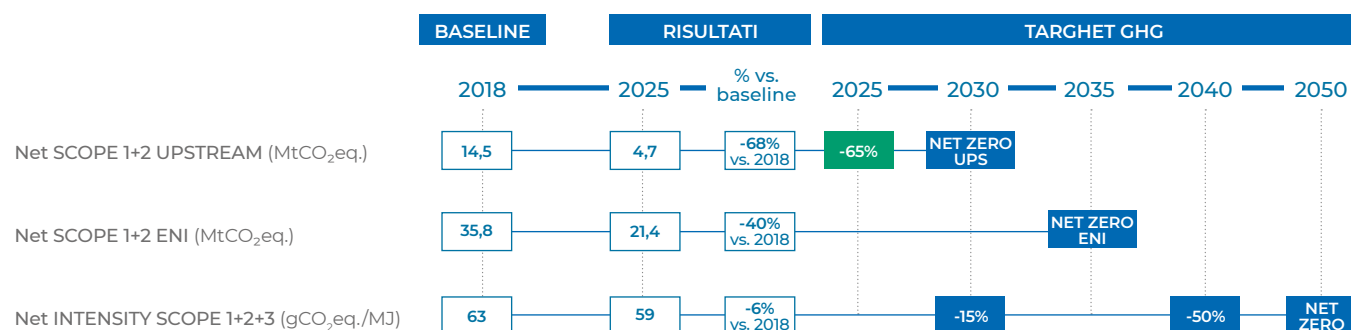 BASELINE RISULTATI TARGHET GHG
2018 2025 % vs. baseline 2025 2030 2035 2040 2050
Net SCOPE 1+2 UPSTREAM (MtCO₂eq.) 14,5 4,7 -68% vs. 2018 -65% NET ZERO UPS
Net SCOPE 1+2 ENI (MtCO₂eq.) 35,8 21,4 -40% vs. 2018 NET ZERO ENI
Net INTENSITY SCOPE 1+2+3 (gCO₂eq./MJ) 63 59 -6% vs. 2018 -15% -50% NET ZERO